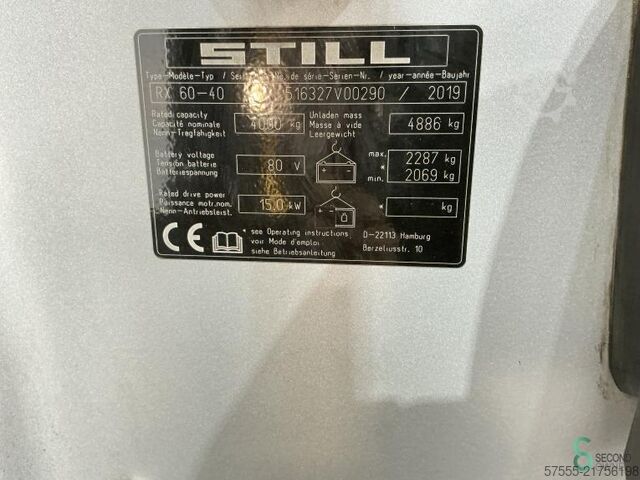 STILL
Type-Modèle-Typ / Serial No.-No. de série-Serien-Nr. / year-année-Baujahr
RX 60-40 516327V00290 / 2019
Rated capacity
Capacité nominale
Nenn-Tragfähigkeit
4000 kg
Unladen mass
Masse à vide
Leergewicht
4886 kg
Battery voltage
Tension batterie
Batteriespannung
80 V
max. 2287 kg
*
min. 2069 kg
Rated drive power
Puissance motr.nom.
Nenn-Antriebsleist.
15.0 kW
* kg
CE
* see Operating instructions
voir Mode d'emploi
siehe Betriebsanleitung
D-22113 Hamburg
Berzeliusstr. 10
SECOND
57555-21756198